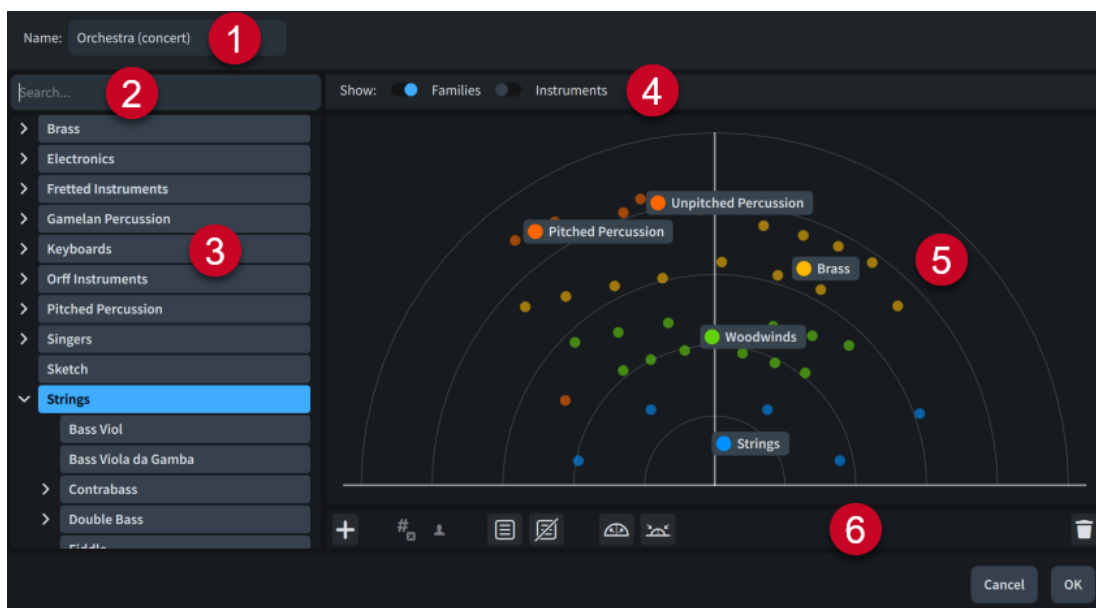 Name: Orchestra (concert) 1
Search... 2
Show: Families Instruments 4
Brass
Electronics
Fretted Instruments
Gamelan Percussion
Keyboards
3
Orff Instruments
Pitched Percussion
Singers
Sketch
Strings
Bass Viol
Bass Viola da Gamba
Contrabass
Double Bass
Fiddle
Unpitched Percussion
Pitched Percussion
Brass
5
Woodwinds
Strings
#
6
Cancel OK